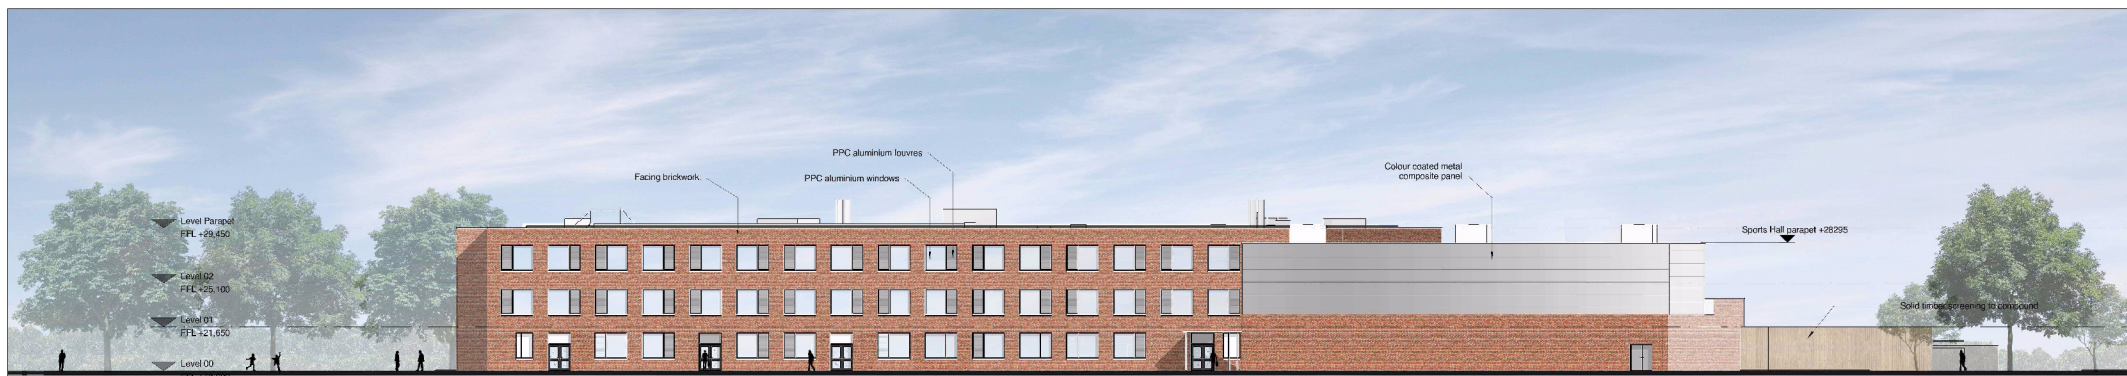 PPC aluminium louvres
Facing brickwork
PPC aluminium windows
Colour coated metal
composite panel
Level Parapet
FFL +29,450
Sports Hall parapet +28295
Level 02
FFL +25,100
Level 01
FFL +21,650
Solid timber screening to compound
Level 00